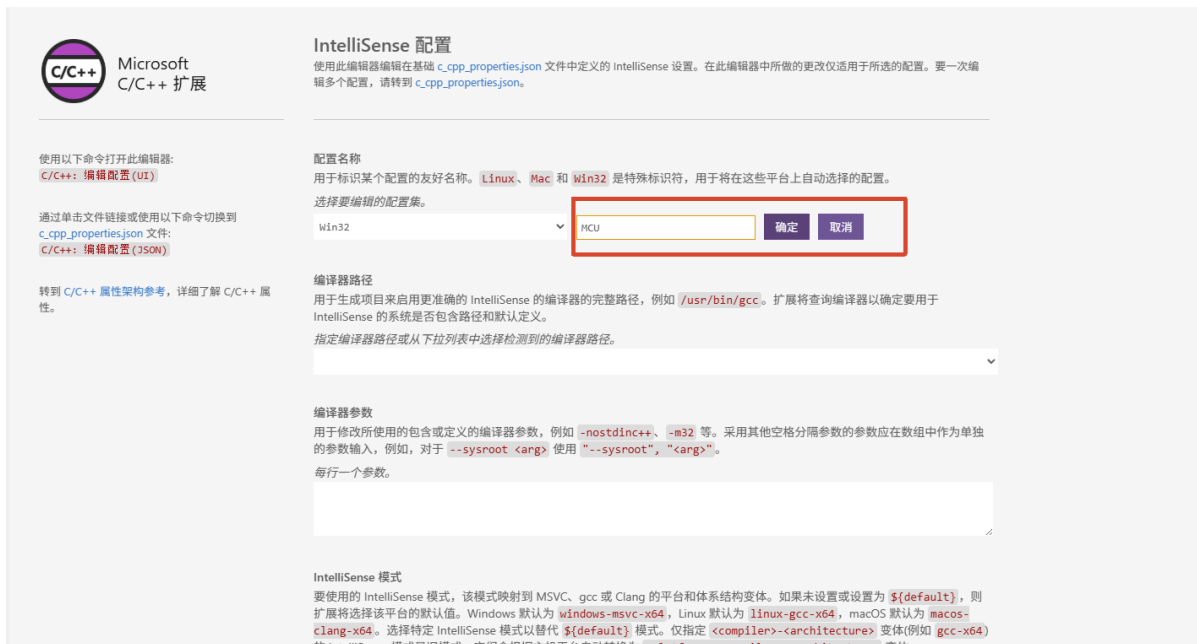 C/C++
Microsoft
C/C++ 扩展
使用以下命令打开此编辑器:
C/C++: 编辑配置(UI)
通过单击文件链接或使用以下命令切换到
c_cpp_properties.json 文件:
C/C++: 编辑配置(JSON)
转到 C/C++ 属性架构参考，详细了解 C/C++ 属
性。
IntelliSense 配置
使用此编辑器编辑在基础 c_cpp_properties.json 文件中定义的 IntelliSense 设置。在此编辑器中所做的更改仅适用于所选的配置。要一次编
辑多个配置，请转到 c_cpp_properties.json。
配置名称
用于标识某个配置的友好名称。Linux、Mac 和 Win32 是特殊标识符，用于将在这些平台上自动选择的配置。
选择要编辑的配置集。
Win32 MCU 确定 取消
编译器路径
用于生成项目来启用更准确的 IntelliSense 的编译器的完整路径，例如 /usr/bin/gcc。扩展将查询编译器以确定要用于
IntelliSense 的系统是否包含路径和默认定义。
指定编译器路径或从下拉列表中选择检测到的编译器路径。
编译器参数
用于修改所使用的包含或定义的编译器参数，例如 -nostdinc++、-m32 等。采用其他空格分隔参数的参数应在数组中作为单独
的参数输入，例如，对于 --sysroot <arg> 使用 "--sysroot", "<arg>"。
每行一个参数。
IntelliSense 模式
要使用的 IntelliSense 模式，该模式映射到 MSVC、gcc 或 Clang 的平台和体系结构变体。如果未设置或设置为 ${default}，则
扩展将选择该平台的默认值。Windows 默认为 windows-msvc-x64，Linux 默认为 linux-gcc-x64，macOS 默认为 macos-
clang-x64。选择特定 IntelliSense 模式以替代 ${default} 模式。仅指定 <compiler>-<architecture> 变体(例如 gcc-x64)